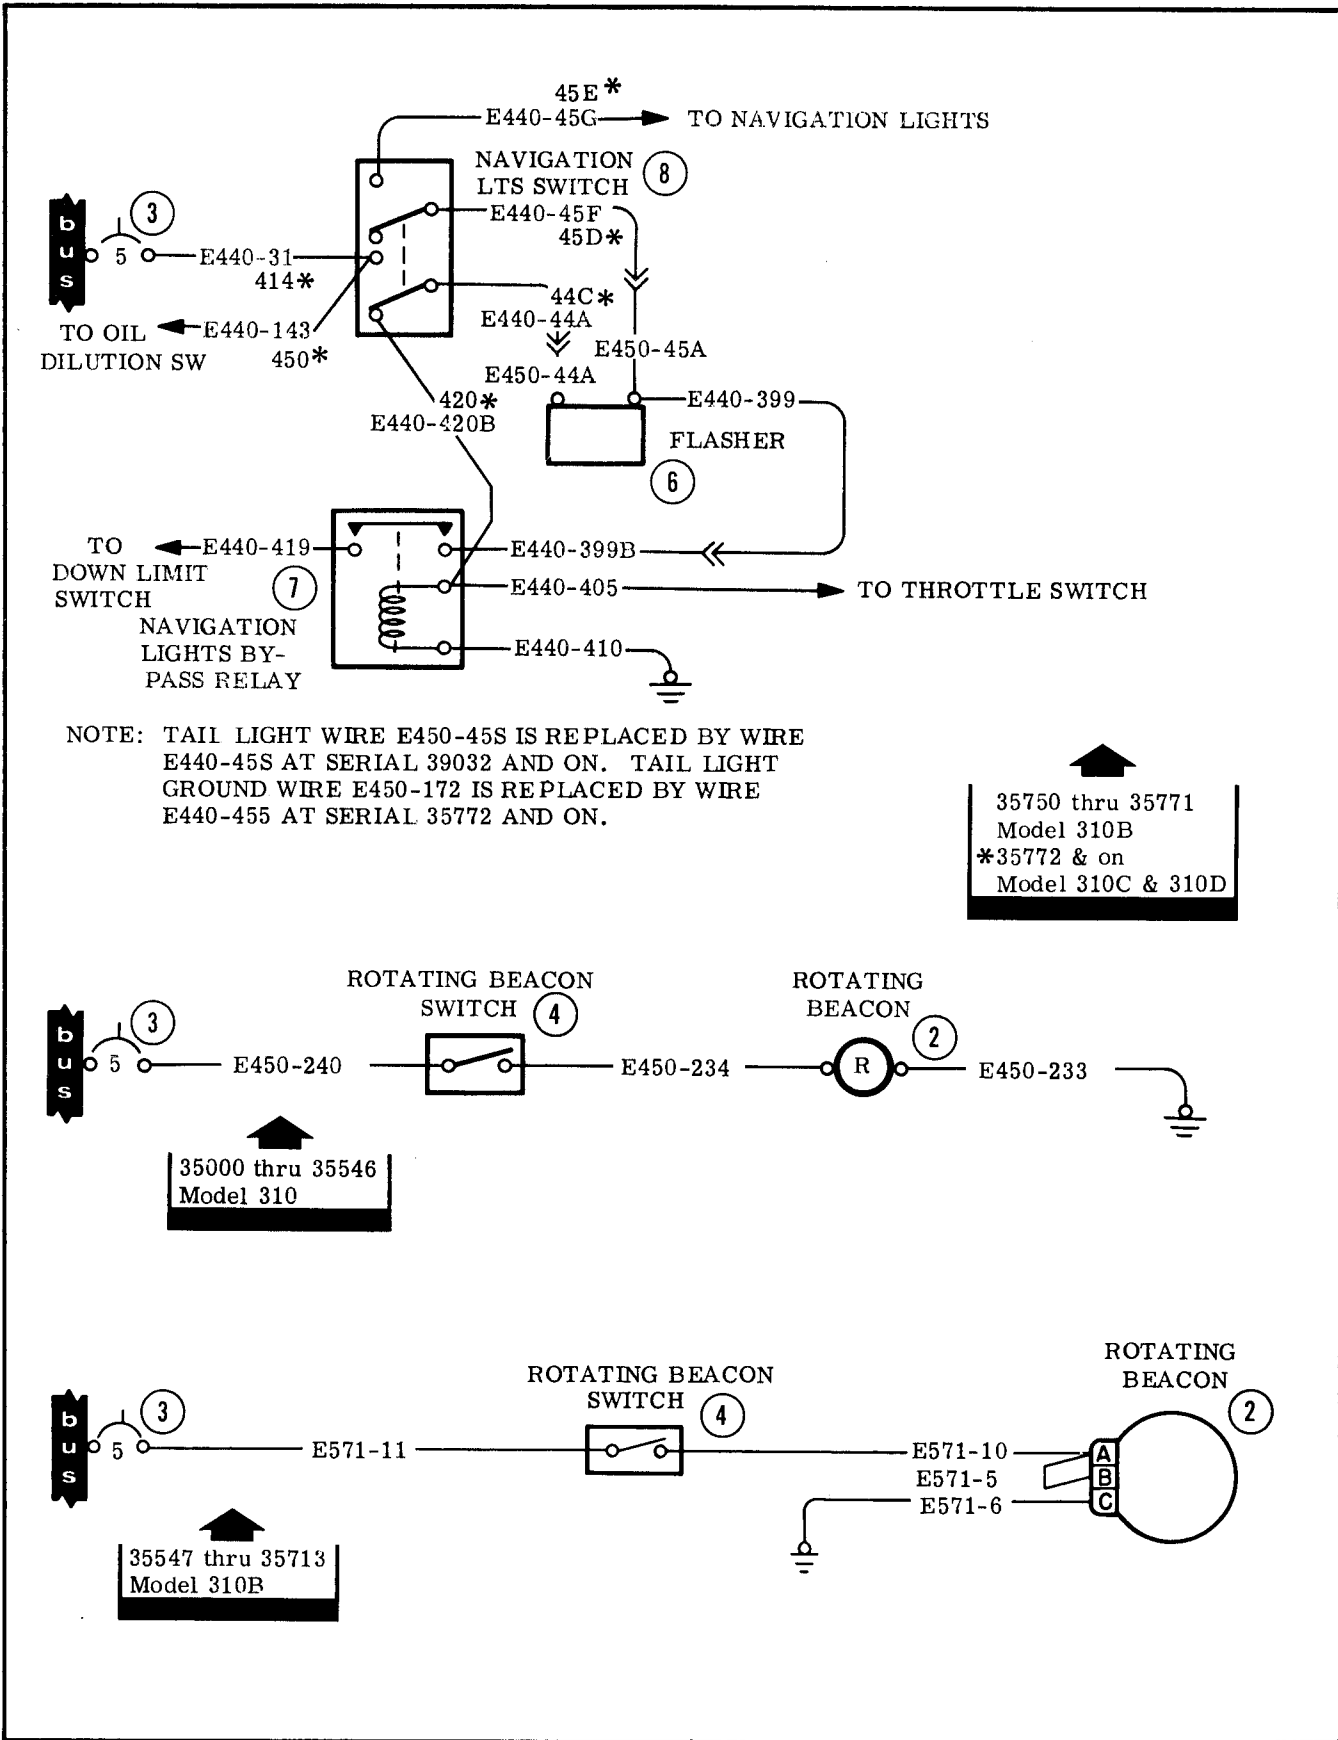 45E*
E440-45G TO NAVIGATION LIGHTS
NAVIGATION
LTS SWITCH 8
bus 5 3
E440-31
414*
E440-45F
45D*
TO OIL
DILUTION SW
E440-143
450*
44C*
E440-44A
E450-45A
E450-44A
420*
E440-420B
E440-399
FLASHER
6
TO
DOWN LIMIT
SWITCH
E440-419
7
NAVIGATION
LIGHTS BY-
PASS RELAY
E440-399B
E440-405 TO THROTTLE SWITCH
E440-410
NOTE: TAIL LIGHT WIRE E450-45S IS REPLACED BY WIRE
E440-45S AT SERIAL 39032 AND ON. TAIL LIGHT
GROUND WIRE E450-172 IS REPLACED BY WIRE
E440-455 AT SERIAL 35772 AND ON.
35750 thru 35771
Model 310B
*35772 & on
Model 310C & 310D
bus 5 3
E450-240
ROTATING BEACON
SWITCH 4
E450-234
ROTATING
BEACON 2
R
E450-233
35000 thru 35546
Model 310
bus 5 3
E571-11
ROTATING BEACON
SWITCH
4
ROTATING
BEACON
2
E571-10 A
E571-5 B
E571-6 C
35547 thru 35713
Model 310B